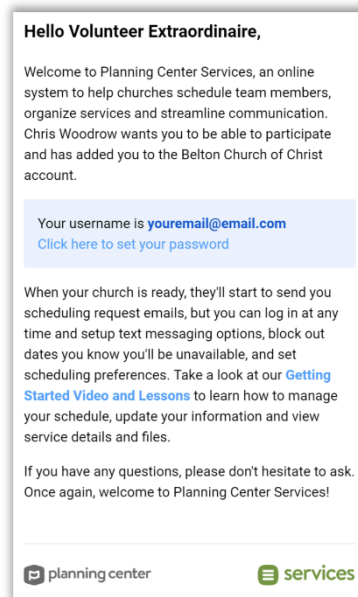 Hello Volunteer Extraordinaire,
Welcome to Planning Center Services, an online
system to help churches schedule team members,
organize services and streamline communication.
Chris Woodrow wants you to be able to participate
and has added you to the Belton Church of Christ
account.
Your username is youremail@email.com
Click here to set your password
When your church is ready, they'll start to send you
scheduling request emails, but you can log in at any
time and setup text messaging options, block out
dates you know you'll be unavailable, and set
scheduling preferences. Take a look at our Getting
Started Video and Lessons to learn how to manage
your schedule, update your information and view
service details and files.
If you have any questions, please don't hesitate to ask.
Once again, welcome to Planning Center Services!
planning center services